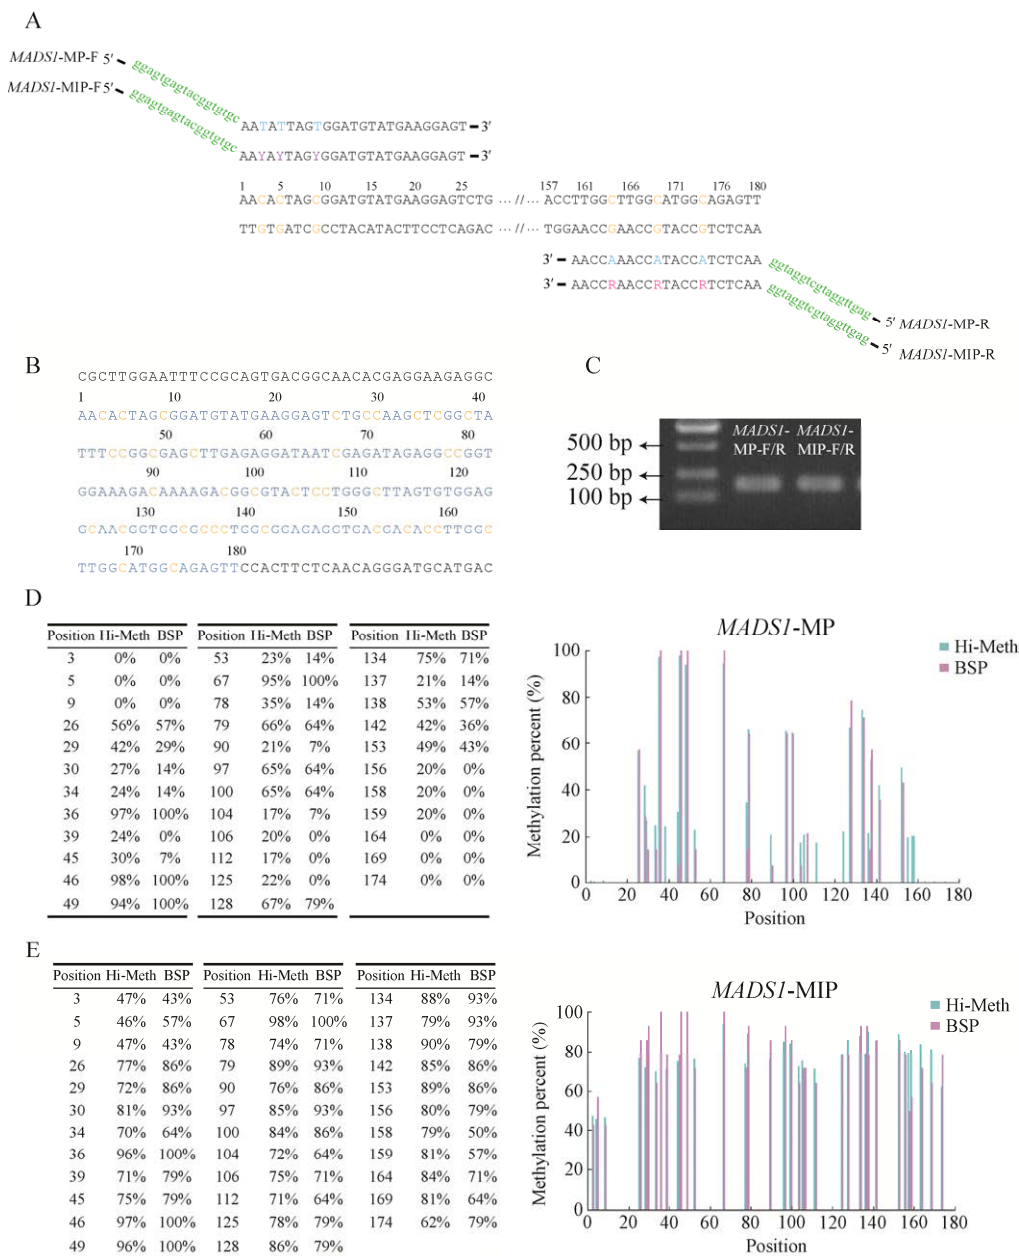 A
MADS1-MP-F 5′ ggagtgagtacggtgtgc
MADS1-MIP-F 5′ ggagtgagtacggtgtgc
AATATTAGTGGATGTATGAAGGAGT 3′
AAYAYTAGYGGATGTATGAAGGAGT 3′
1 5 10 15 20 25 157 161 166 171 176 180
AACACTAGCGGATGTATGAAGGAGTCTG ... // ... ACCTTGGCTTGGCATGGCAGAGTT
TTGTGATCGCCTACATACTTCCTCAGAC ... // ... TGGAACCGAACCGTACCGTCTCAA
3′ AACCAAACCATACCATCTCAA ggtaggtcgtaggttgag 5′ MADS1-MP-R
3′ AACCRAACCRTACCRTCTCAA ggtaggtcgtaggttgag 5′ MADS1-MIP-R
B
CGCTTGGAATTTCCGCAGTGACGGCAACACGAGGAAGAGGC
1 10 20 30 40
AACACTAGCGGATGTATGAAGGAGTCTGCCAAGCTCGGCTA
50 60 70 80
TTTCCGGCGAGCTTGAGAGGATAATCGAGATAGAGGCCGGT
90 100 110 120
GGAAAGACAAAAGACGGCGTACTCCTGGGCTTAGTGTGGAG
130 140 150 160
GCAACGGTGGCGCCCTGGCGGAGAGGTGACGACACCTTGGC
170 180
TTGGCATGGCAGAGTTCCACTTCTCAACAGGGATGCATGAC
C
MADS1- MADS1-
MP-F/R MIP-F/R
500 bp
250 bp
100 bp
D
Position Hi-Meth BSP Position Hi-Meth BSP Position Hi-Meth BSP
3 0% 0% 53 23% 14% 134 75% 71%
5 0% 0% 67 95% 100% 137 21% 14%
9 0% 0% 78 35% 14% 138 53% 57%
26 56% 57% 79 66% 64% 142 42% 36%
29 42% 29% 90 21% 7% 153 49% 43%
30 27% 14% 97 65% 64% 156 20% 0%
34 24% 14% 100 65% 64% 158 20% 0%
36 97% 100% 104 17% 7% 159 20% 0%
39 24% 0% 106 20% 0% 164 0% 0%
45 30% 7% 112 17% 0% 169 0% 0%
46 98% 100% 125 22% 0% 174 0% 0%
49 94% 100% 128 67% 79%
MADS1-MP
Hi-Meth
BSP
Methylation percent (%)
100
80
60
40
20
0
0 20 40 60 80 100 120 140 160 180
Position
E
Position Hi-Meth BSP Position Hi-Meth BSP Position Hi-Meth BSP
3 47% 43% 53 76% 71% 134 88% 93%
5 46% 57% 67 98% 100% 137 79% 93%
9 47% 43% 78 74% 71% 138 90% 79%
26 77% 86% 79 89% 93% 142 85% 86%
29 72% 86% 90 76% 86% 153 89% 86%
30 81% 93% 97 85% 93% 156 80% 79%
34 70% 64% 100 84% 86% 158 79% 50%
36 96% 100% 104 72% 64% 159 81% 57%
39 71% 79% 106 75% 71% 164 84% 71%
45 75% 79% 112 71% 64% 169 81% 64%
46 97% 100% 125 78% 79% 174 62% 79%
49 96% 100% 128 86% 79%
MADS1-MIP
Hi-Meth
BSP
Methylation percent (%)
100
80
60
40
20
0
0 20 40 60 80 100 120 140 160 180
Position